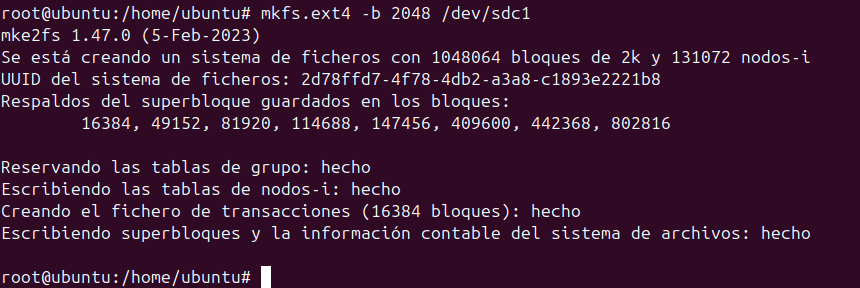 root@ubuntu:/home/ubuntu# mkfs.ext4 -b 2048 /dev/sdc1
mke2fs 1.47.0 (5-Feb-2023)
Se está creando un sistema de ficheros con 1048064 bloques de 2k y 131072 nodos-i
UUID del sistema de ficheros: 2d78ffd7-4f78-4db2-a3a8-c1893e2221b8
Respaldos del superbloque guardados en los bloques:
        16384, 49152, 81920, 114688, 147456, 409600, 442368, 802816

Reservando las tablas de grupo: hecho
Escribiendo las tablas de nodos-i: hecho
Creando el fichero de transacciones (16384 bloques): hecho
Escribiendo superbloques y la información contable del sistema de archivos: hecho

root@ubuntu:/home/ubuntu#